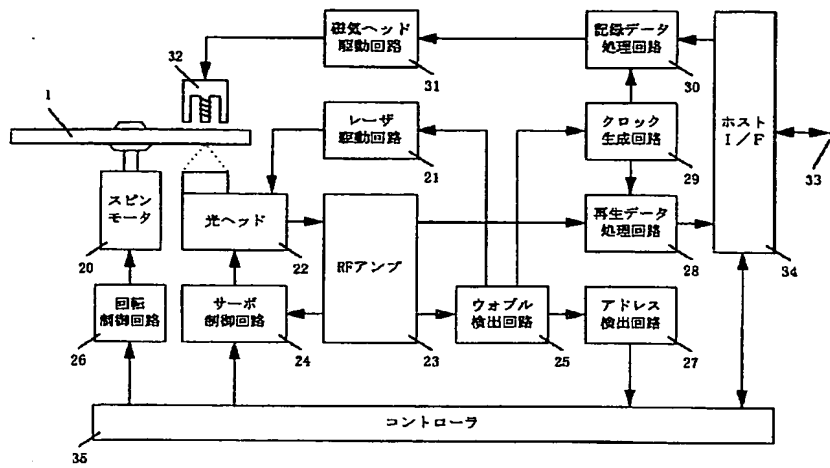 磁気ヘッド
駆動回路
31
記録データ
処理回路
30
32
1
レーザ
駆動回路
21
クロック
生成回路
29
ホスト
I/F
33
34
スピン
モータ
20
光ヘッド
22
RFアンプ
23
再生データ
処理回路
28
回転
制御回路
26
サーボ
制御回路
24
ウォブル
検出回路
25
アドレス
検出回路
27
コントローラ
35